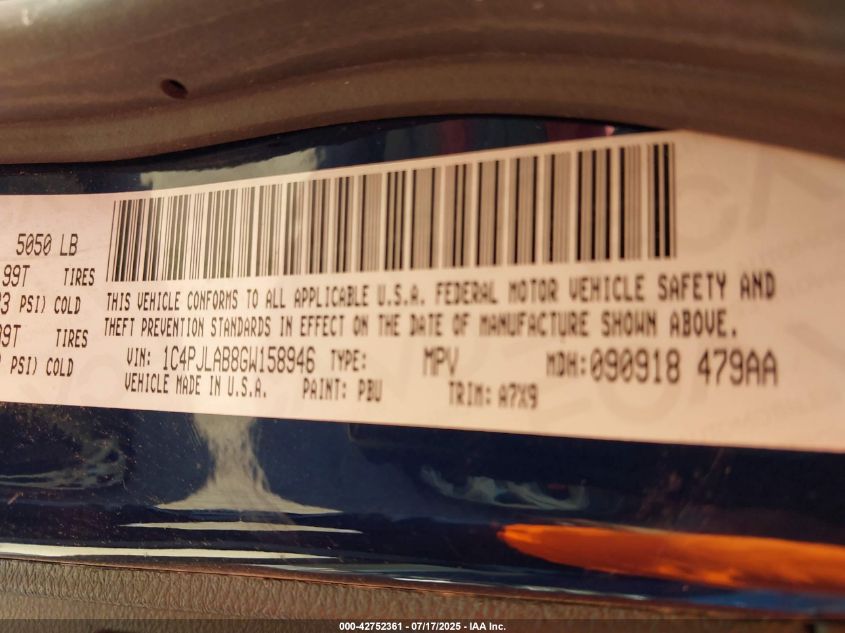 5050 LB
99T TIRES
3 PSI) COLD
99T TIRES
PSI) COLD
THIS VEHICLE CONFORMS TO ALL APPLICABLE U.S.A. FEDERAL MOTOR VEHICLE SAFETY AND
THEFT PREVENTION STANDARDS IN EFFECT ON THE DATE OF MANUFACTURE SHOWN ABOVE.
VIN: 1C4PJLAB8GW158946 TYPE: MPV MDH:090918 479AA
VEHICLE MADE IN U.S.A. PAINT: PBU TRIM: A7X9
000-42752361 / 07/17/2025 - IAA Inc.